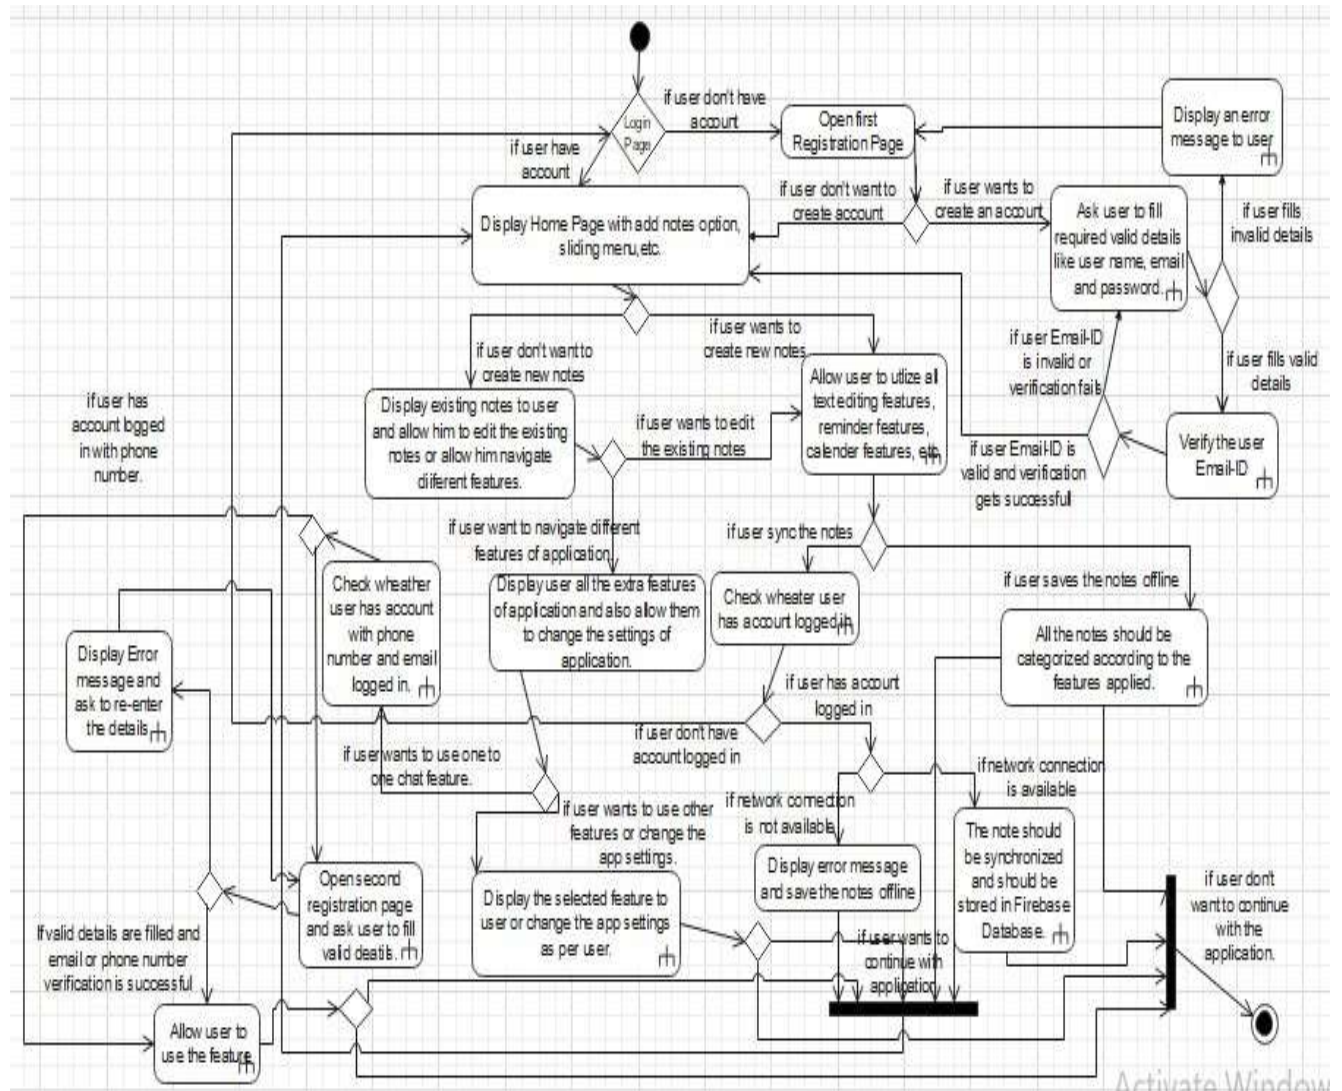 if user don't have
account
Login
Page
Open first
Registration Page
Display an error
message to user
if user have
account
if user don't want to
create account
if user wants to
create an account
Display Home Page with add notes option,
sliding menu,etc.
Ask user to fill
required valid details
like user name, email
and password.
if user fills
invalid details
if user don't want to
create new notes
if user wants to
create new notes
if user Email-ID
is invalid or
verification fails
if user fills valid
details
Allow user to utlize all
text editing features,
reminder features,
calender features, etc
Display existing notes to user
and allow him to edit the existing
notes or allow him navigate
different features.
if user wants to edit
the existing notes
if user has
account logged
in with phone
number.
Verify the user
Email-ID
if user Email-ID is
valid and verification
gets successful
if user want to navigate different
features of application
if user sync the notes
if user saves the notes offline
Check wheather
user has account
with phone
number and email
logged in.
Display user all the extra features
of application and also allow them
to change the settings of
application.
Check wheater user
has account logged in
All the notes should be
categorized according to the
features applied.
Display Error
message and
ask to re-enter
the details
if user has account
logged in
if user don't have
account logged in
if user wants to use one to
one chat feature.
if user wants to use other
features or change the
app settings.
if network connection
is not available
if network connection
is available
The note should
be synchronized
and should be
stored in Firebase
Database.
Display error message
and save the notes offline
Open second
registration page
and ask user to fill
valid deatils.
Display the selected feature to
user or change the app settings
as per user.
if user don't
want to continue
with the
application.
if user wants to
continue with
application
If valid details are filled and
email or phone number
verification is successful
Allow user to
use the feature
Activate Window